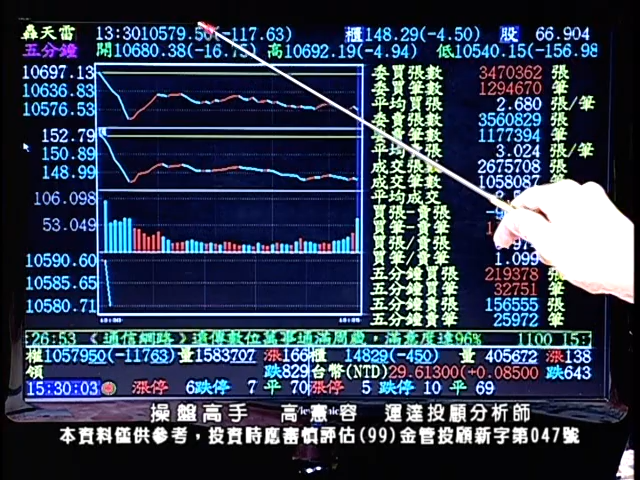 轟天雷 13:30 10579.50(-117.63) 櫃148.29(-4.50) 股 66.904
五分鐘 開10680.38(-16.75) 高10692.19(-4.94) 低10540.15(-156.98
10697.13 委買張數 3470362 張
10636.83 委買筆數 1294670 筆
10576.53 平均買張 2.680 張/筆
委賣張數 3560829 張
152.79 委賣筆數 1177394 筆
150.89 平均賣張 3.024 張/筆
148.99 成交張數 2675708 張
成交筆數 1058087 筆
106.098 平均成交
買張-賣張
53.049 買筆-賣筆
買張/賣張
10590.60 買筆/賣筆 1.099
五分鐘買張 219378 張
10585.65 五分鐘買筆 32751 筆
五分鐘賣張 156555 張
10580.71 五分鐘賣筆 25972 筆
:26:53 《通信網路》遠傳數位萬事通滿周歲，滿意度達96% 1100 15:
權1057950(-11763)量1583707 漲166櫃 14829(-450) 量 405672 漲138
領 跌829台幣(NTD)29.61300(+0.08500 跌643
15:30:03 漲停 6跌停 7平 70漲停 5 跌停 10 平 69
操盤高手 高憲容 運達投顧分析師
本資料僅供參考，投資時應審慎評估(99)金管投顧新字第047號